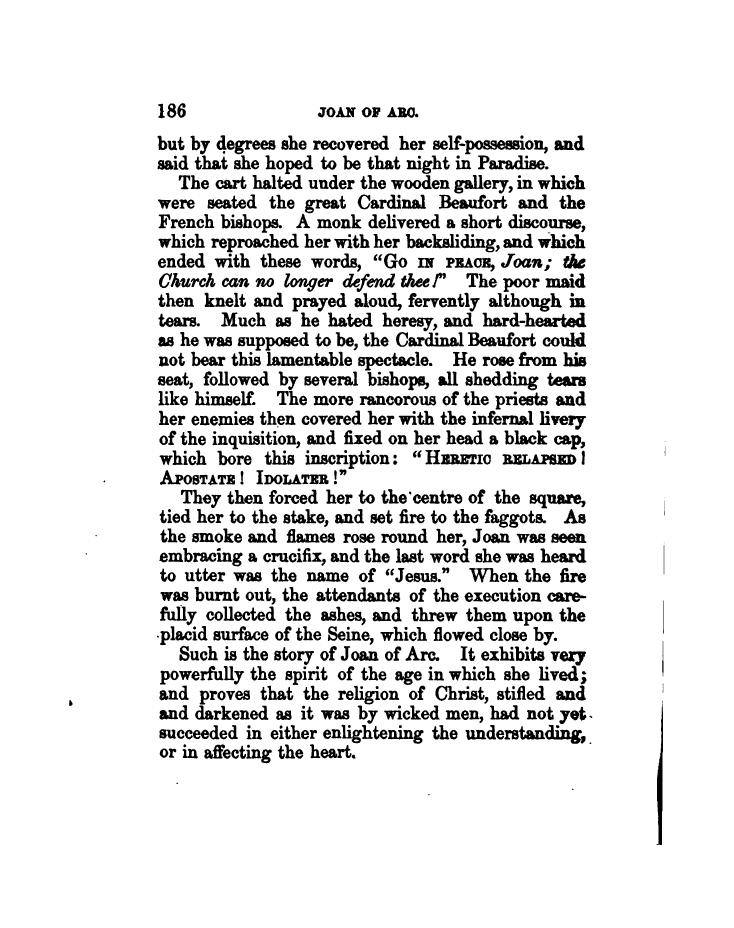 186 JOAN OF ARC.
but by degrees she recovered her self-possession, and
said that she hoped to be that night in Paradise.
The cart halted under the wooden gallery, in which
were seated the great Cardinal Beaufort and the
French bishops. A monk delivered a short discourse,
which reproached her with her backsliding, and which
ended with these words, “GO IN PEACE, Joan; the
Church can no longer defend thee!” The poor maid
then knelt and prayed aloud, fervently although in
tears. Much as he hated heresy, and hard-hearted
as he was supposed to be, the Cardinal Beaufort could
not bear this lamentable spectacle. He rose from his
seat, followed by several bishops, all shedding tears
like himself. The more rancorous of the priests and
her enemies then covered her with the infernal livery
of the inquisition, and fixed on her head a black cap,
which bore this inscription: “HERETIC RELAPSED!
APOSTATE! IDOLATER!”
They then forced her to the centre of the square,
tied her to the stake, and set fire to the faggots. As
the smoke and flames rose round her, Joan was seen
embracing a crucifix, and the last word she was heard
to utter was the name of “Jesus.” When the fire
was burnt out, the attendants of the execution care-
fully collected the ashes, and threw them upon the
placid surface of the Seine, which flowed close by.
Such is the story of Joan of Arc. It exhibits very
powerfully the spirit of the age in which she lived;
and proves that the religion of Christ, stifled and
and darkened as it was by wicked men, had not yet
succeeded in either enlightening the understanding,
or in affecting the heart.